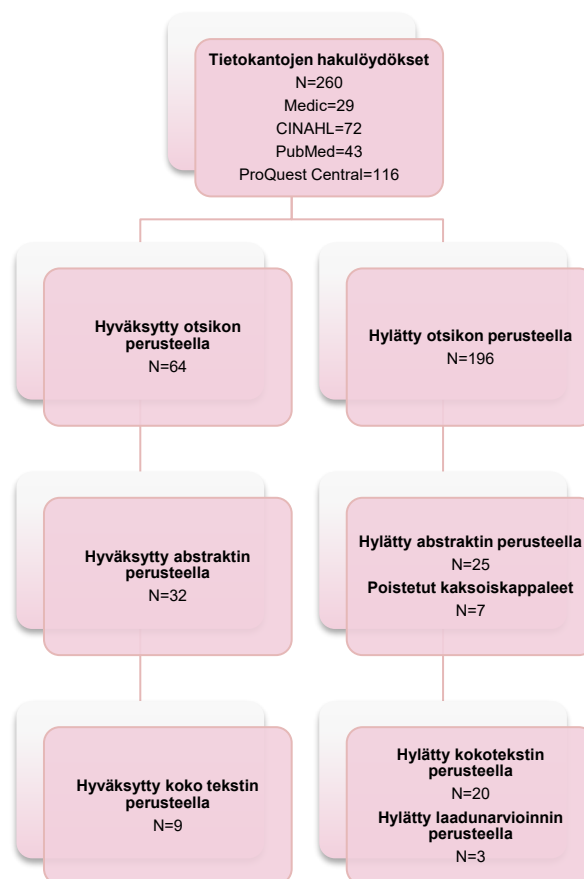 Tietokantojen hakulöydökset
N=260
Medic=29
CINAHL=72
PubMed=43
ProQuest Central=116
Hyväksytty otsikon
perusteella
N=64
Hylätty otsikon perusteella
N=196
Hyväksytty abstraktin
perusteella
N=32
Hylätty abstraktin perusteella
N=25
Poistetut kaksoiskappaleet
N=7
Hyväksytty koko tekstin
perusteella
N=9
Hylätty kokotekstin
perusteella
N=20
Hylätty laadunarvioinnin
perusteella
N=3